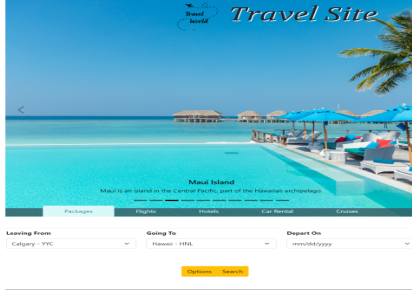 Travel
World
Travel Site
Maui Island
Maui is an island in the Central Pacific, part of the Hawaiian archipelago.
Packages Flights Hotels Car Rental Cruises
Leaving From Going To Depart On
Calgary - YYC Hawaii - HNL mm/dd/yyyy
Options Search